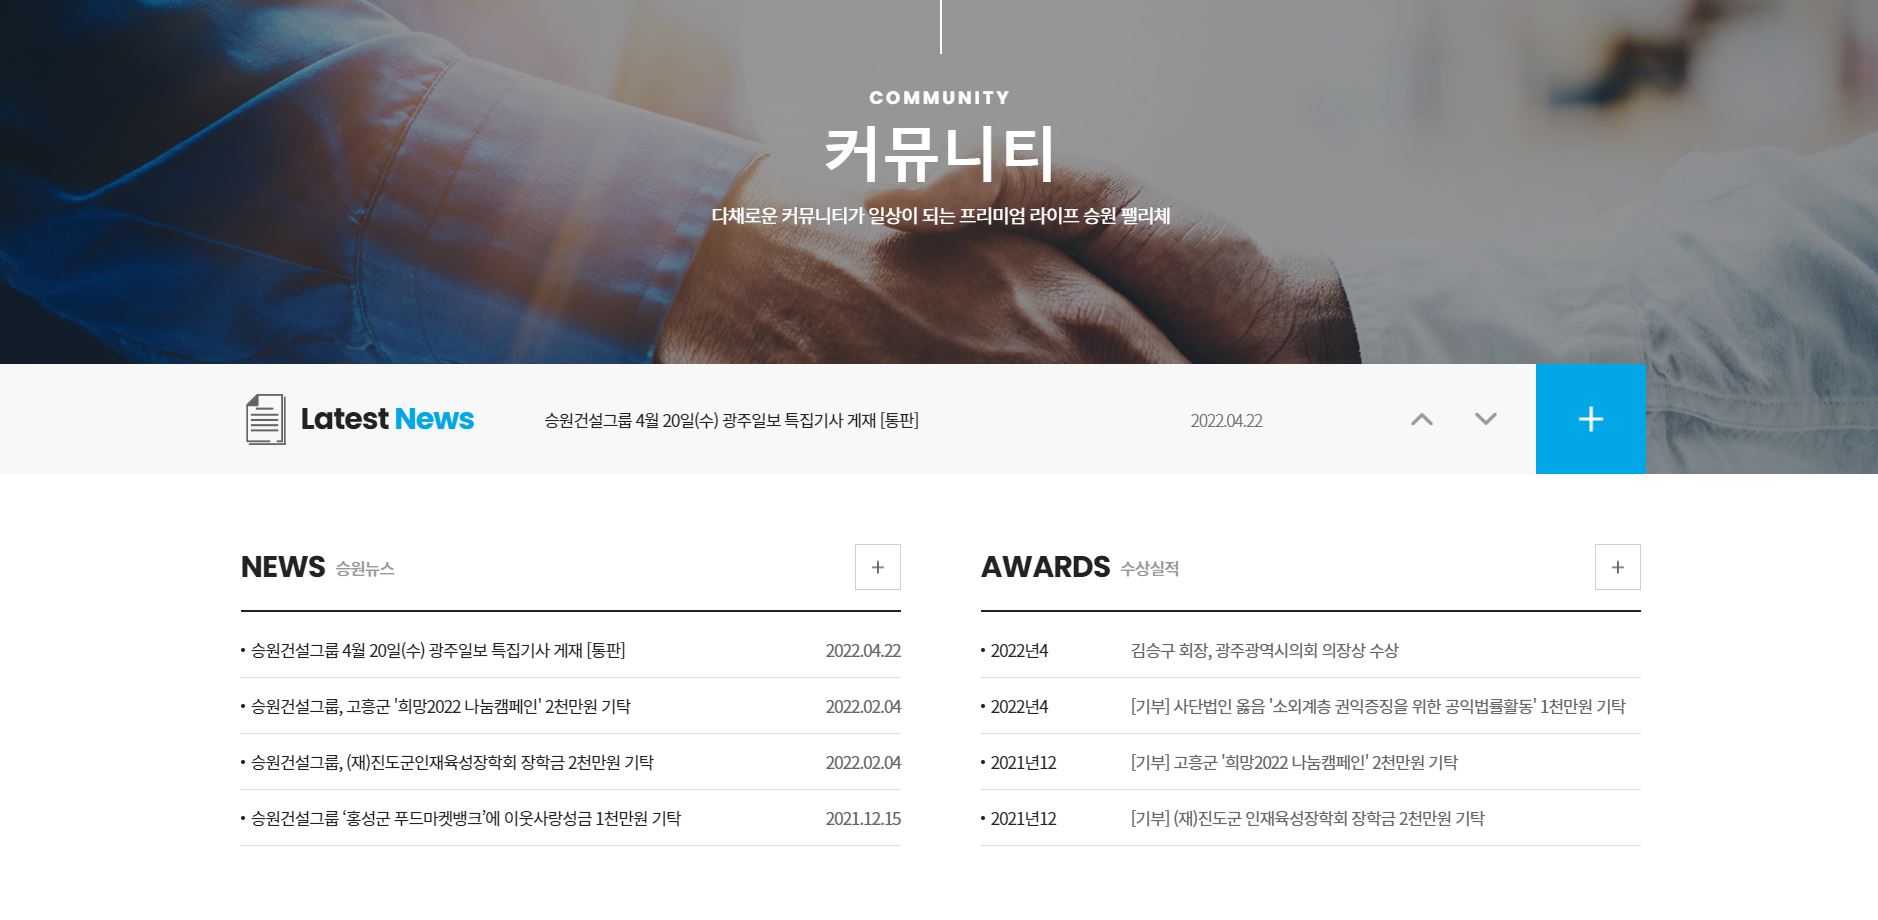 COMMUNITY
커뮤니티
다채로운 커뮤니티가 일상이 되는 프리미엄 라이프 승원 팰리체
Latest News
승원건설그룹 4월 20일(수) 광주일보 특집기사 게재 [통판]
2022.04.22
NEWS 승원뉴스
승원건설그룹 4월 20일(수) 광주일보 특집기사 게재 [통판] 2022.04.22
승원건설그룹, 고흥군 '희망2022 나눔캠페인' 2천만원 기탁 2022.02.04
승원건설그룹, (재)진도군인재육성장학회 장학금 2천만원 기탁 2022.02.04
승원건설그룹 ‘홍성군 푸드마켓뱅크’에 이웃사랑성금 1천만원 기탁 2021.12.15
AWARDS 수상실적
2022년4 김승구 회장, 광주광역시의회 의장상 수상
2022년4 [기부] 사단법인 옳음 '소외계층 권익증징을 위한 공익법률활동' 1천만원 기탁
2021년12 [기부] 고흥군 '희망2022 나눔캠페인' 2천만원 기탁
2021년12 [기부] (재)진도군 인재육성장학회 장학금 2천만원 기탁